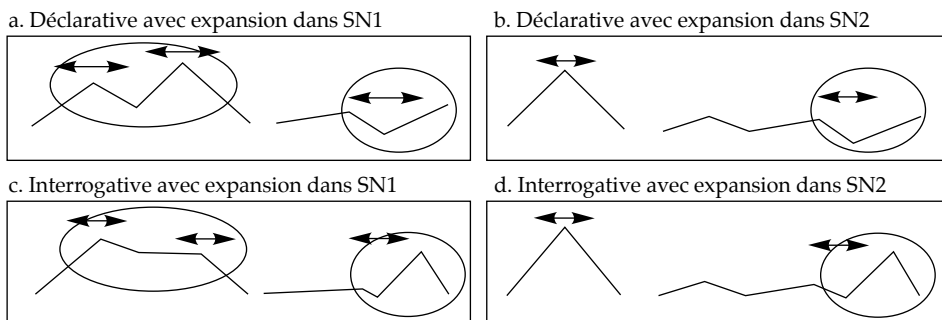 a. Déclarative avec expansion dans SN1
b. Déclarative avec expansion dans SN2
c. Interrogative avec expansion dans SN1
d. Interrogative avec expansion dans SN2